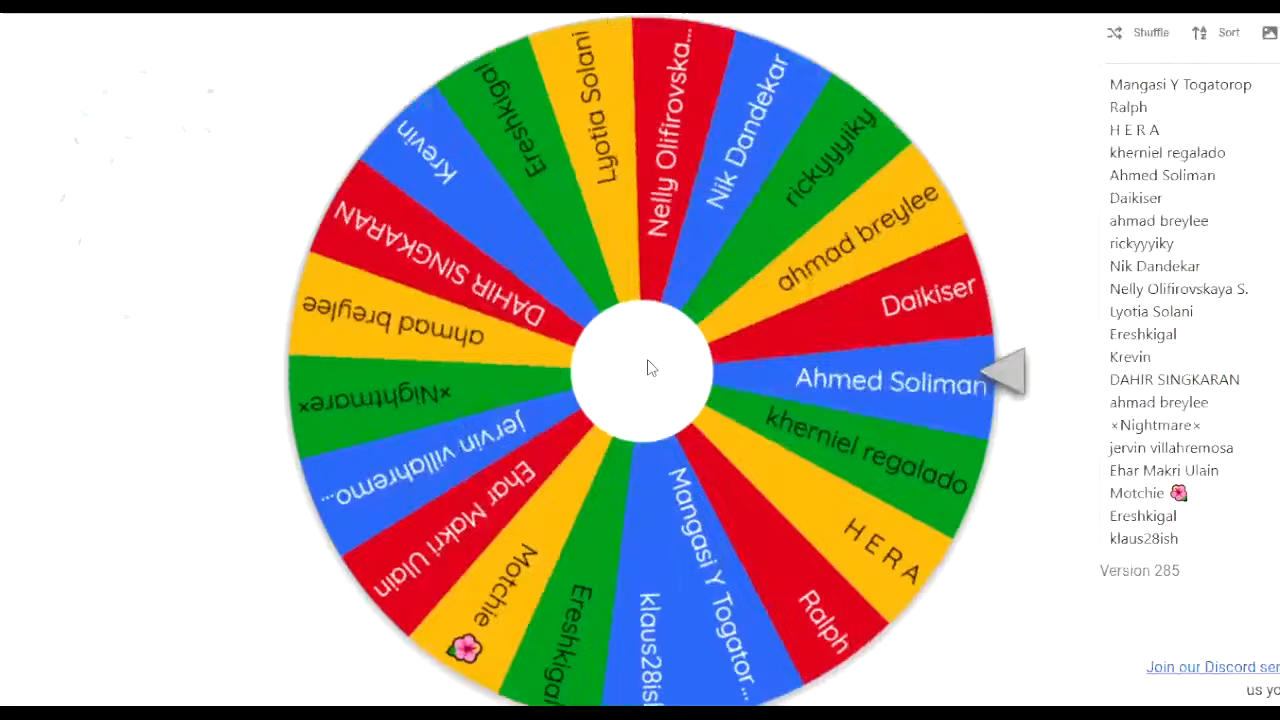 Shuffle
Sort
Nelly Olifirovska...
Nik Dandekar
rickyyyiky
ahmad breylee
Daikiser
Ahmed Soliman
kherniel regalado
H E R A
Ralph
Mangasi Y Togator...
klaus28ish
Ereshkigal
Motchie 🌺
Ehar Makri Ulain
jervin villahremo...
×Nightmare×
ahmad breylee
DAHIR SINGKARAN
Krevin
Ereshkigal
Lyotia Solani
Mangasi Y Togatorop
Ralph
H E R A
kherniel regalado
Ahmed Soliman
Daikiser
ahmad breylee
rickyyyiky
Nik Dandekar
Nelly Olifirovskaya S.
Lyotia Solani
Ereshkigal
Krevin
DAHIR SINGKARAN
ahmad breylee
×Nightmare×
jervin villahremosa
Ehar Makri Ulain
Motchie 🌺
Ereshkigal
klaus28ish
Version 285
Join our Discord ser
us yo